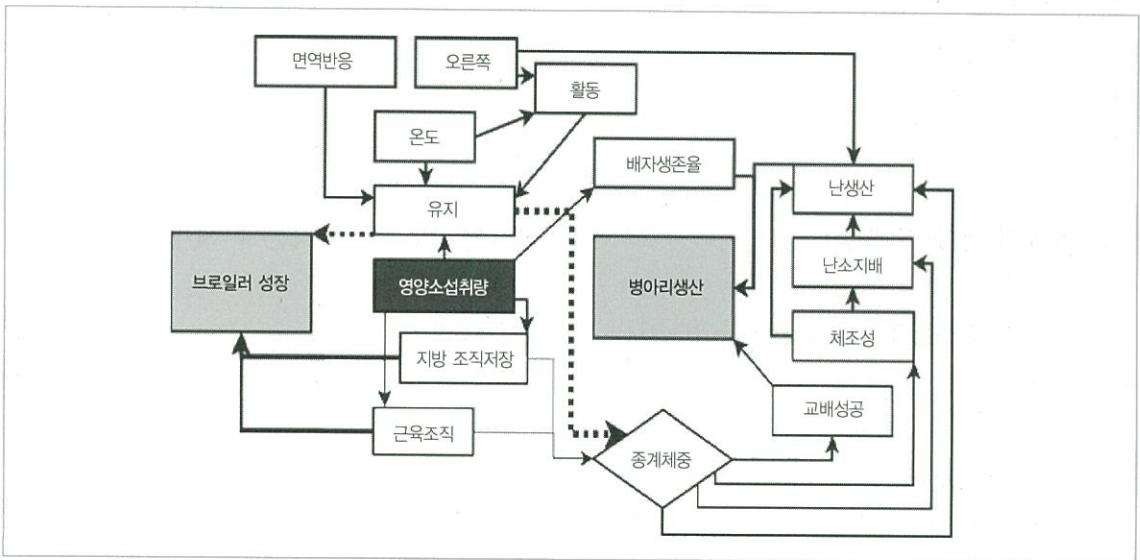 면역반응
오른쪽
활동
온도
배자생존율
난생산
유지
브로일러 성장
영양소섭취량
병아리생산
난소지배
체조성
지방 조직저장
교배성공
근육조직
종계체중